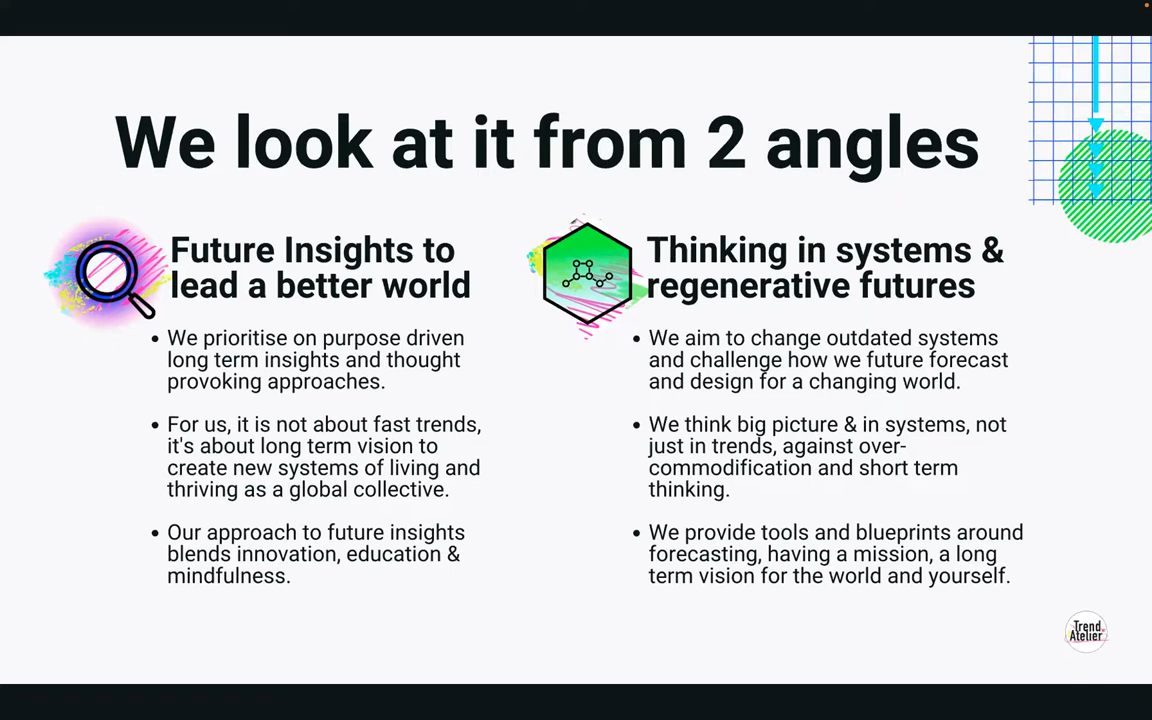 We look at it from 2 angles
Future Insights to
lead a better world
• We prioritise on purpose driven
long term insights and thought
provoking approaches.
• For us, it is not about fast trends,
it's about long term vision to
create new systems of living and
thriving as a global collective.
• Our approach to future insights
blends innovation, education &
mindfulness.
Thinking in systems &
regenerative futures
• We aim to change outdated systems
and challenge how we future forecast
and design for a changing world.
• We think big picture & in systems, not
just in trends, against over-
commodification and short term
thinking.
• We provide tools and blueprints around
forecasting, having a mission, a long
term vision for the world and yourself.
Trend
Atelier